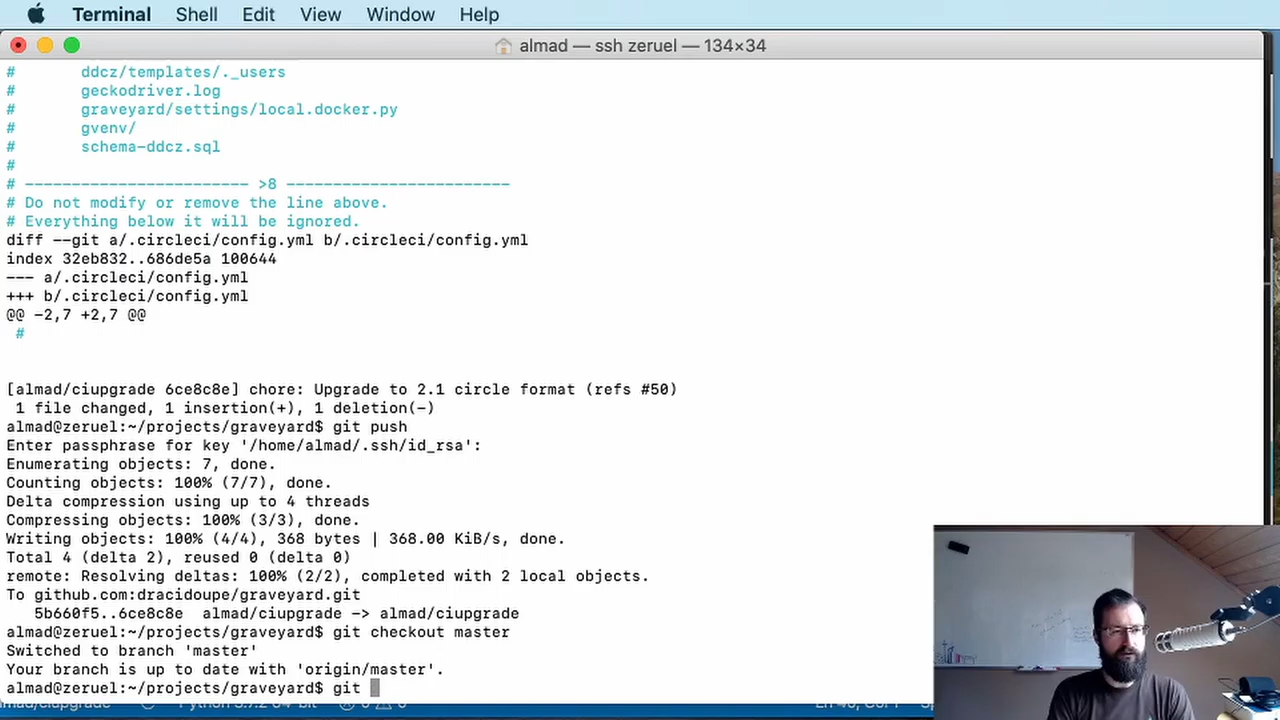 Terminal Shell Edit View Window Help
almad — ssh zeruel — 134×34
#       ddcz/templates/._users
#       geckodriver.log
#       graveyard/settings/local.docker.py
#       gvenv/
#       schema-ddcz.sql
#
# ------------------------ >8 ------------------------
# Do not modify or remove the line above.
# Everything below it will be ignored.
diff --git a/.circleci/config.yml b/.circleci/config.yml
index 32eb832..686de5a 100644
--- a/.circleci/config.yml
+++ b/.circleci/config.yml
@@ -2,7 +2,7 @@
 #
[almad/ciupgrade 6ce8c8e] chore: Upgrade to 2.1 circle format (refs #50)
 1 file changed, 1 insertion(+), 1 deletion(-)
almad@zeruel:~/projects/graveyard$ git push
Enter passphrase for key '/home/almad/.ssh/id_rsa':
Enumerating objects: 7, done.
Counting objects: 100% (7/7), done.
Delta compression using up to 4 threads
Compressing objects: 100% (3/3), done.
Writing objects: 100% (4/4), 368 bytes | 368.00 KiB/s, done.
Total 4 (delta 2), reused 0 (delta 0)
remote: Resolving deltas: 100% (2/2), completed with 2 local objects.
To github.com:dracidoupe/graveyard.git
   5b660f5..6ce8c8e  almad/ciupgrade -> almad/ciupgrade
almad@zeruel:~/projects/graveyard$ git checkout master
Switched to branch 'master'
Your branch is up to date with 'origin/master'.
almad@zeruel:~/projects/graveyard$ git